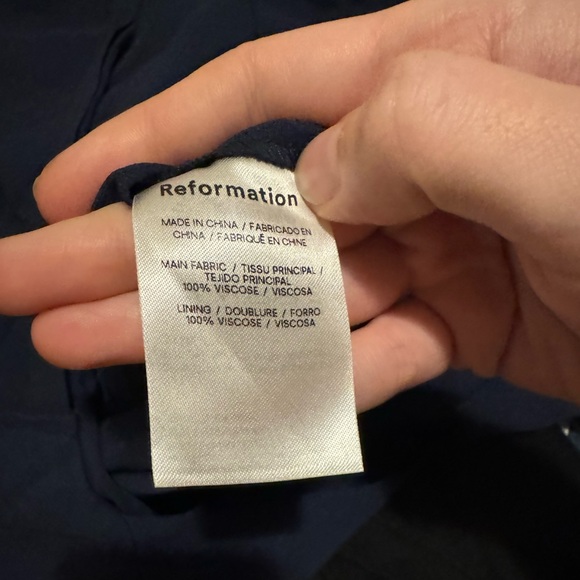 Reformation
MADE IN CHINA / FABRICADO EN
CHINA / FABRIQUÉ EN CHINE
MAIN FABRIC / TISSU PRINCIPAL /
TEJIDO PRINCIPAL
100% VISCOSE / VISCOSA
LINING / DOUBLURE / FORRO
100% VISCOSE / VISCOSA